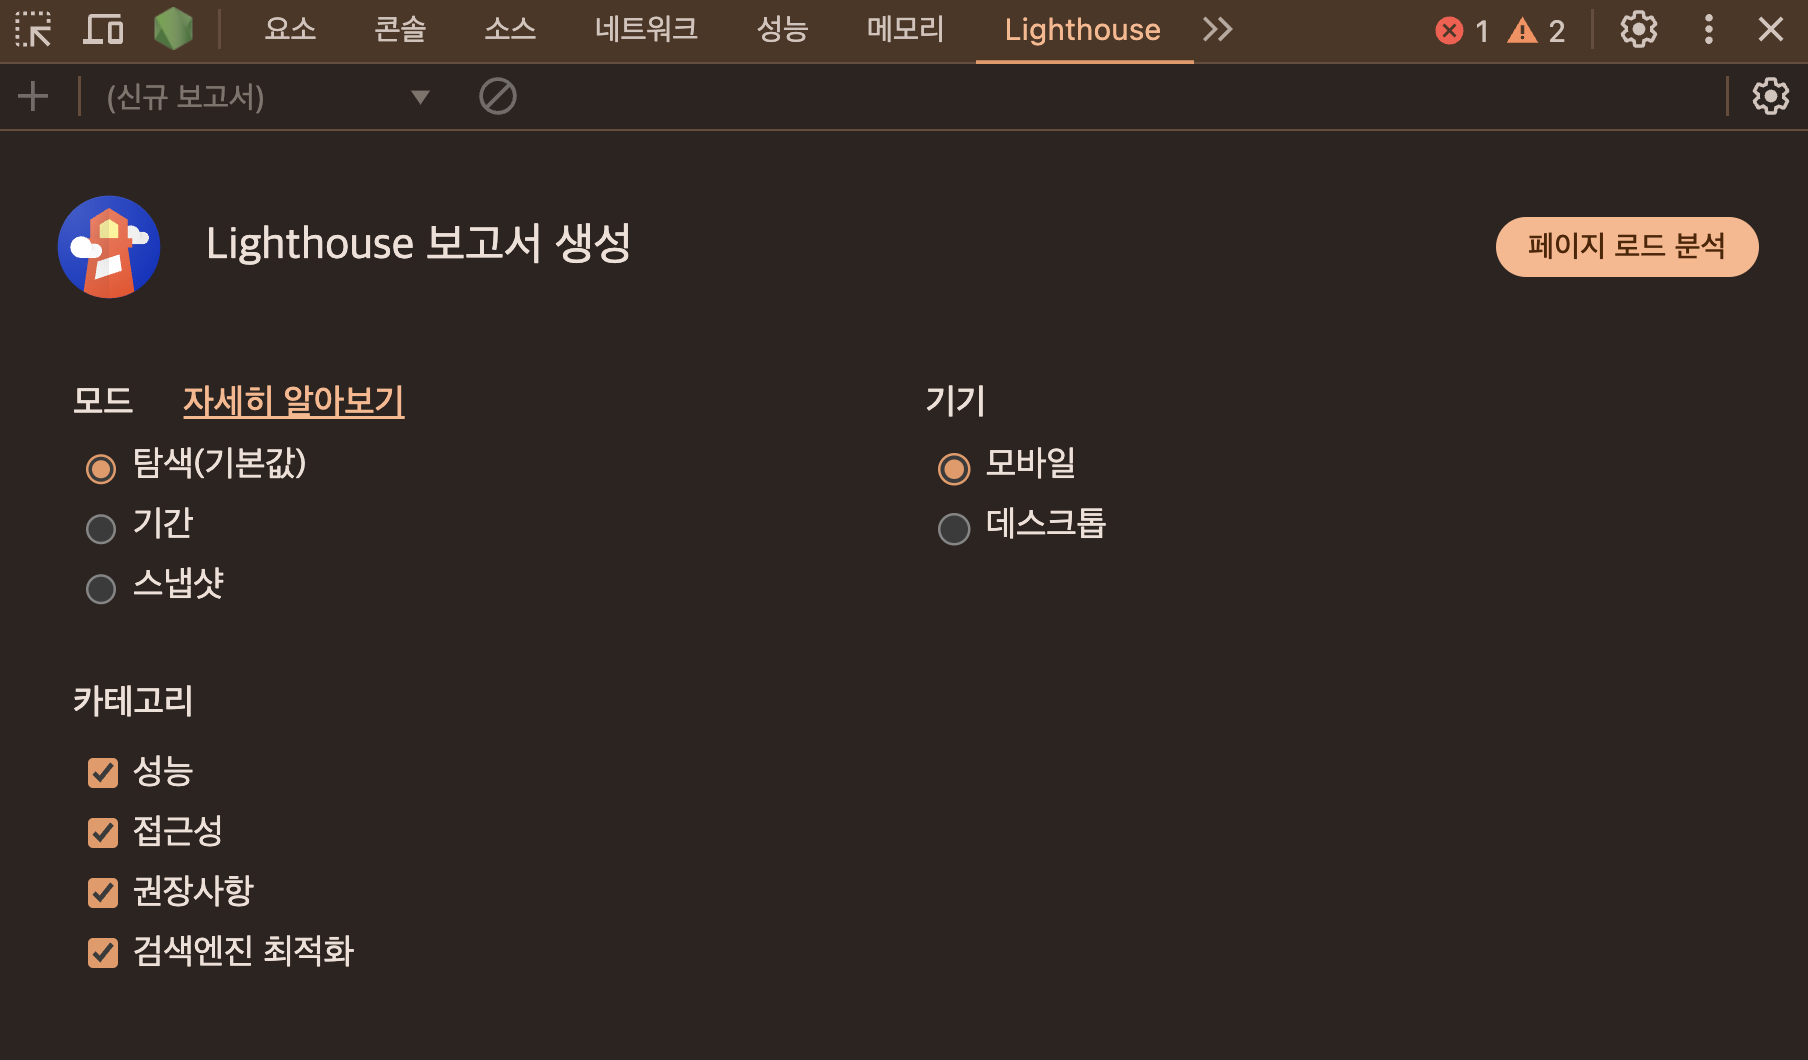 요소 콘솔 소스 네트워크 성능 메모리 Lighthouse 1 2
(신규 보고서)
Lighthouse 보고서 생성
페이지 로드 분석
모드 자세히 알아보기
탐색(기본값)
기간
스냅샷
기기
모바일
데스크톱
카테고리
성능
접근성
권장사항
검색엔진 최적화